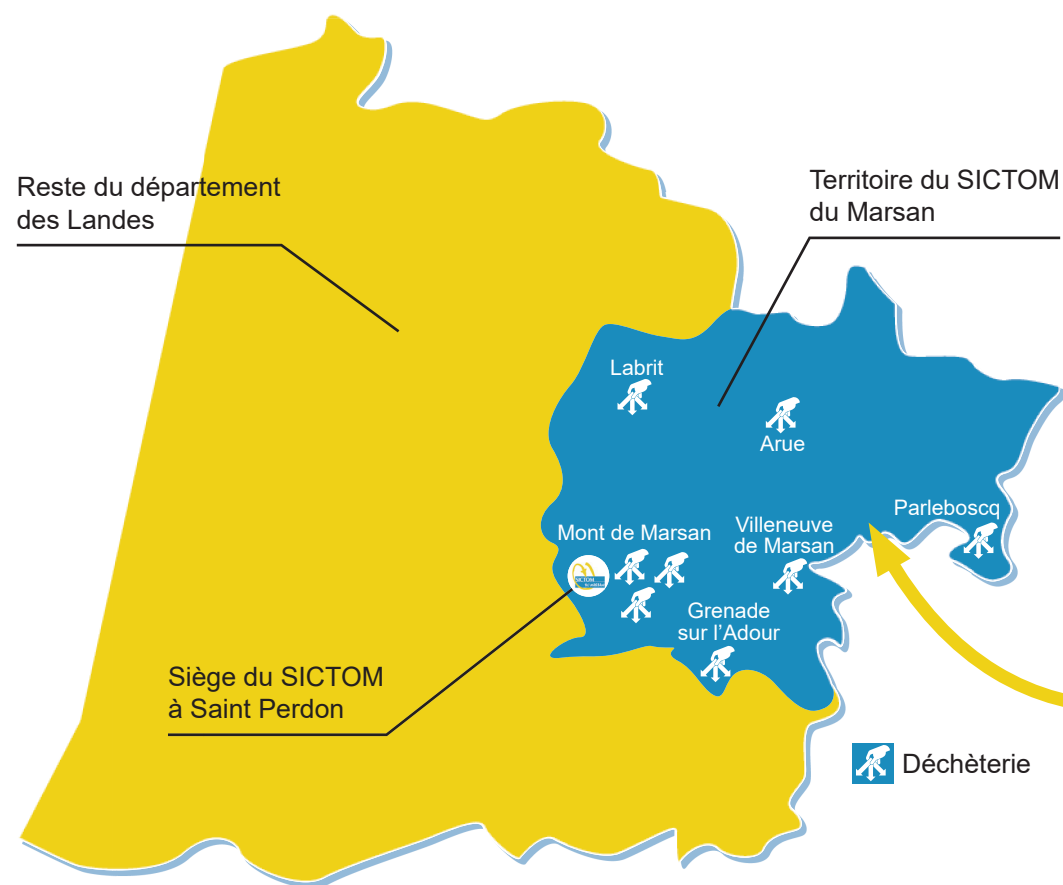 Reste du département
des Landes
Territoire du SICTOM
du Marsan
Labrit
Arue
Parleboscq
Mont de Marsan
Villeneuve
de Marsan
SICTOM
Grenade
sur l'Adour
Siège du SICTOM
à Saint Perdon
Déchèterie